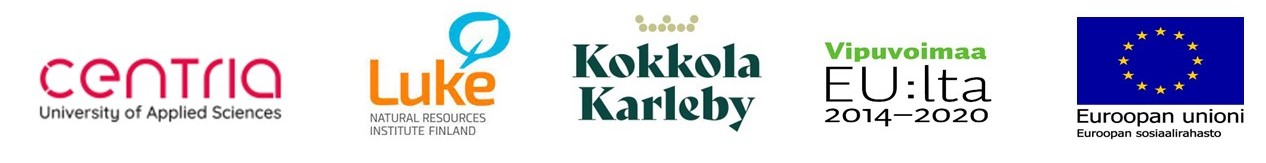 centria
University of Applied Sciences
Luke
NATURAL RESOURCES
INSTITUTE FINLAND
Kokkola
Karleby
Vipuvoimaa
EU:lta
2014–2020
Euroopan unioni
Euroopan sosiaalirahasto